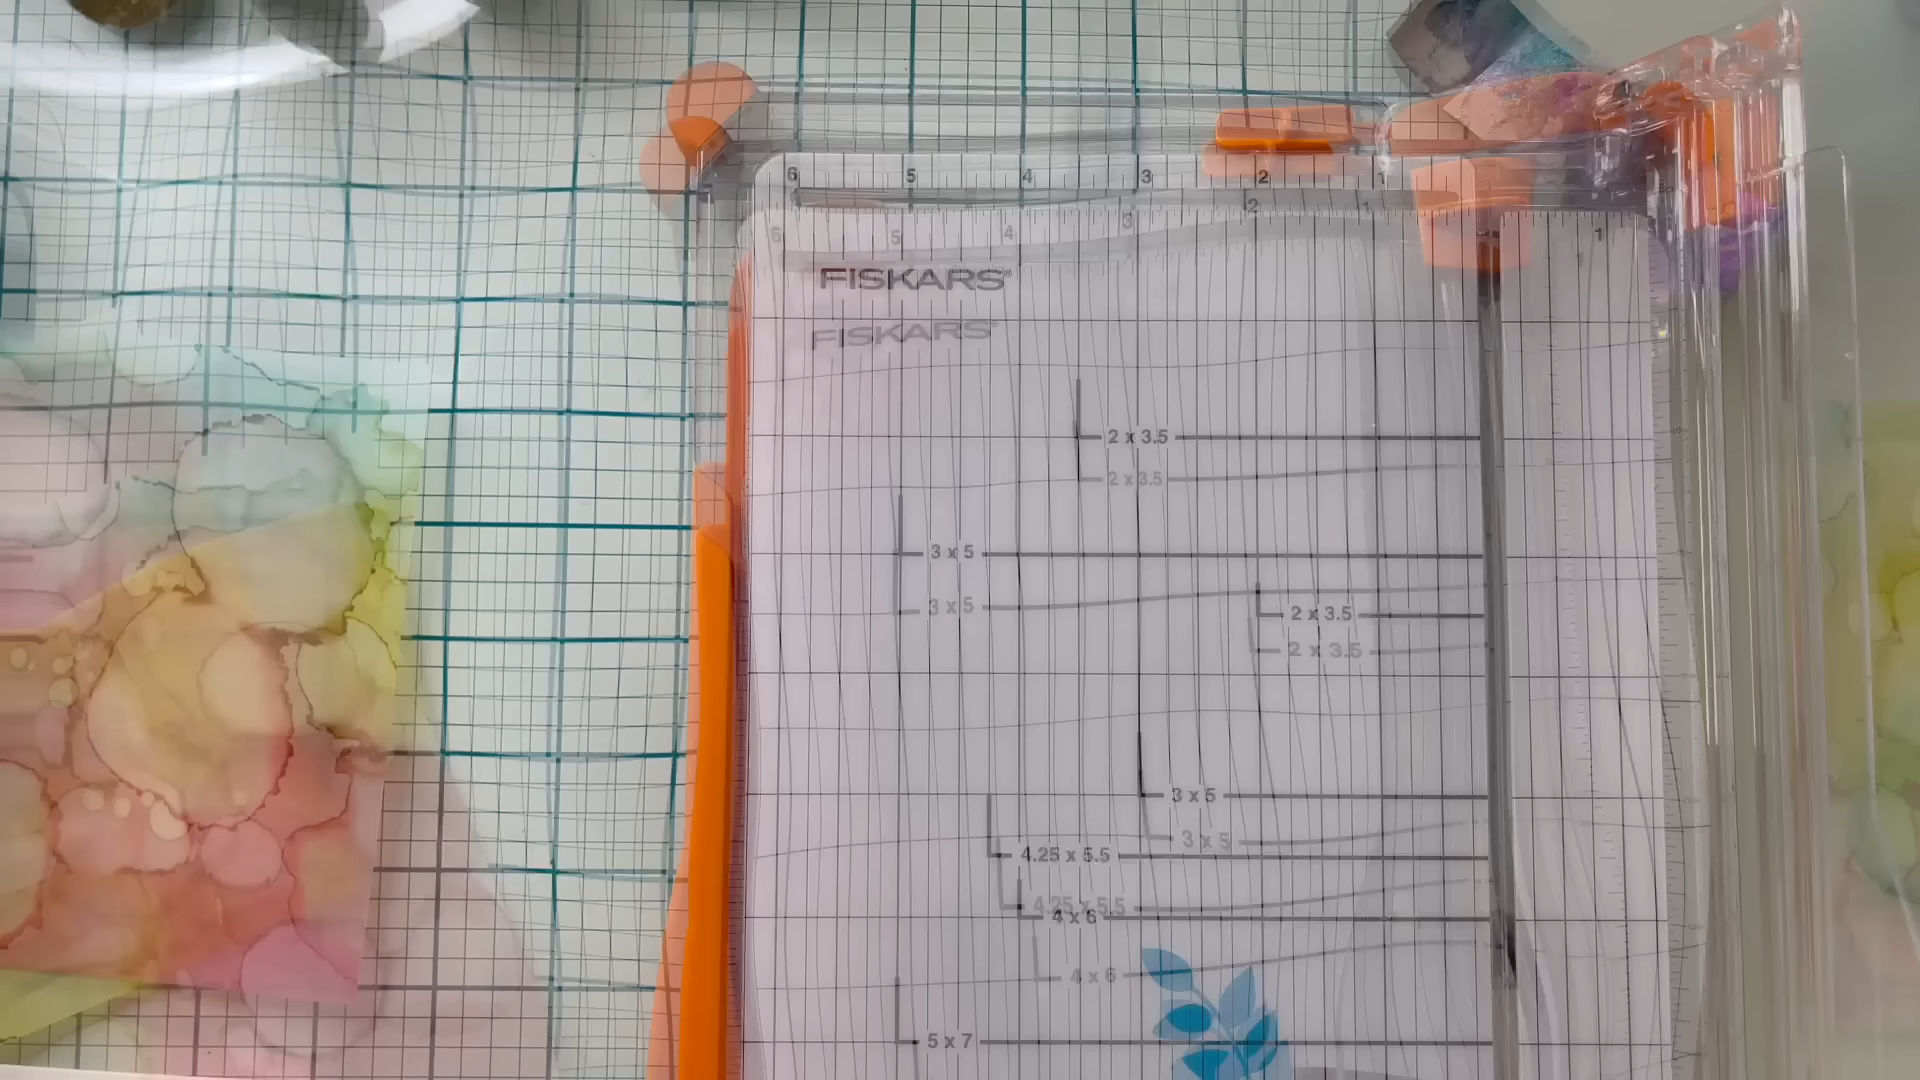 6 5 4 3 2 1
2 1
6 5 4 3 1 1
FISKARS®
FISKARS®
2 x 3.5
2 x 3.5
3 x 5
3 x 5
2 x 3.5
2 x 3.5
3 x 5
3 x 5
4.25 x 5.5
4.25 x 5.5
4 x 6
4 x 6
5 x 7